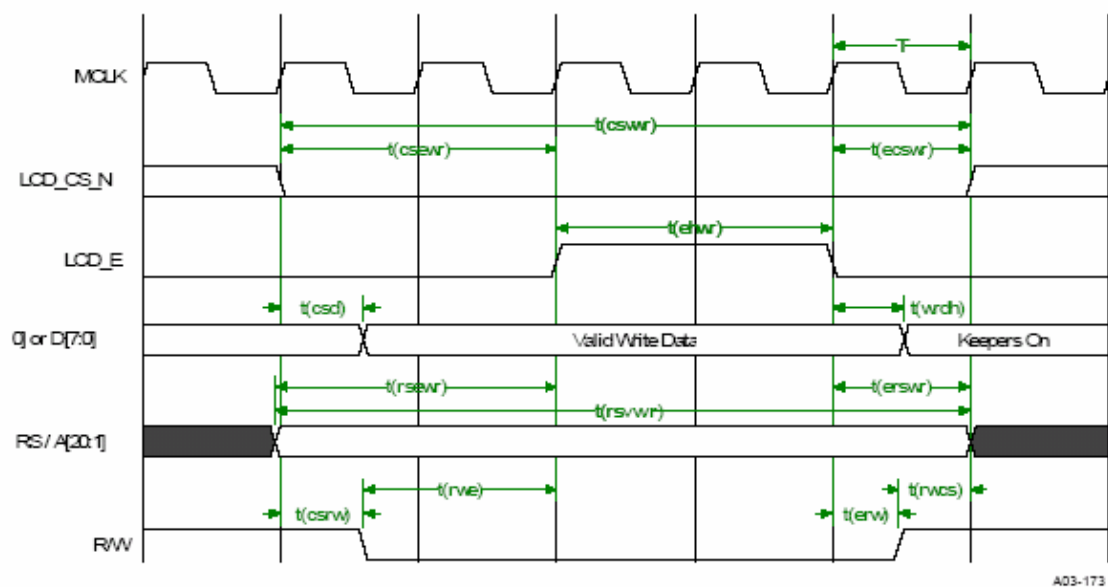 T
MCLK
t(cswr)
t(csewr)
t(ecswr)
LCD_CS_N
t(ehwr)
LCD_E
t(csd)
t(wrdh)
0] or D[7:0]
Valid Write Data
Keepers On
t(rsewr)
t(erswr)
t(rsvwr)
RS / A[20:1]
t(rwe)
t(rwcs)
t(csrw)
t(erw)
R/W
A03-173